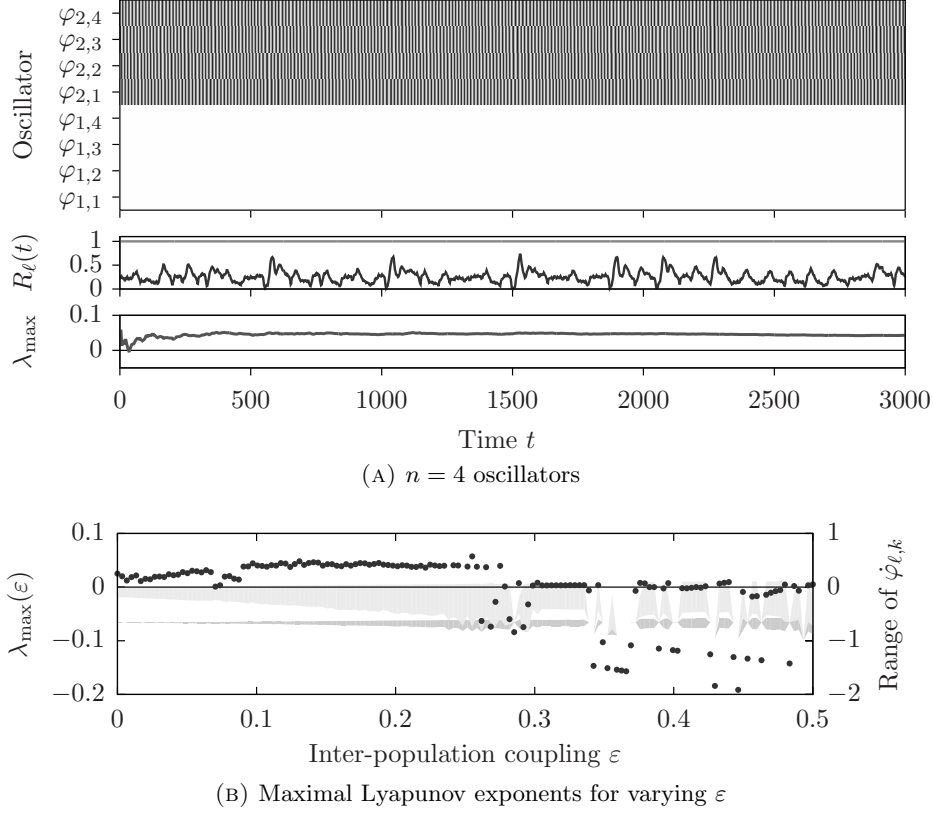 Oscillator
φ2,4
φ2,3
φ2,2
φ2,1
φ1,4
φ1,3
φ1,2
φ1,1
R_ℓ(t)
1
0.5
0
λmax
0.1
0
0 500 1000 1500 2000 2500 3000
Time t
(A) n = 4 oscillators
λmax(ε)
0.1
0
−0.1
−0.2
1
0
−1
−2
Range of φ̇ℓ,k
0 0.1 0.2 0.3 0.4 0.5
Inter-population coupling ε
(B) Maximal Lyapunov exponents for varying ε